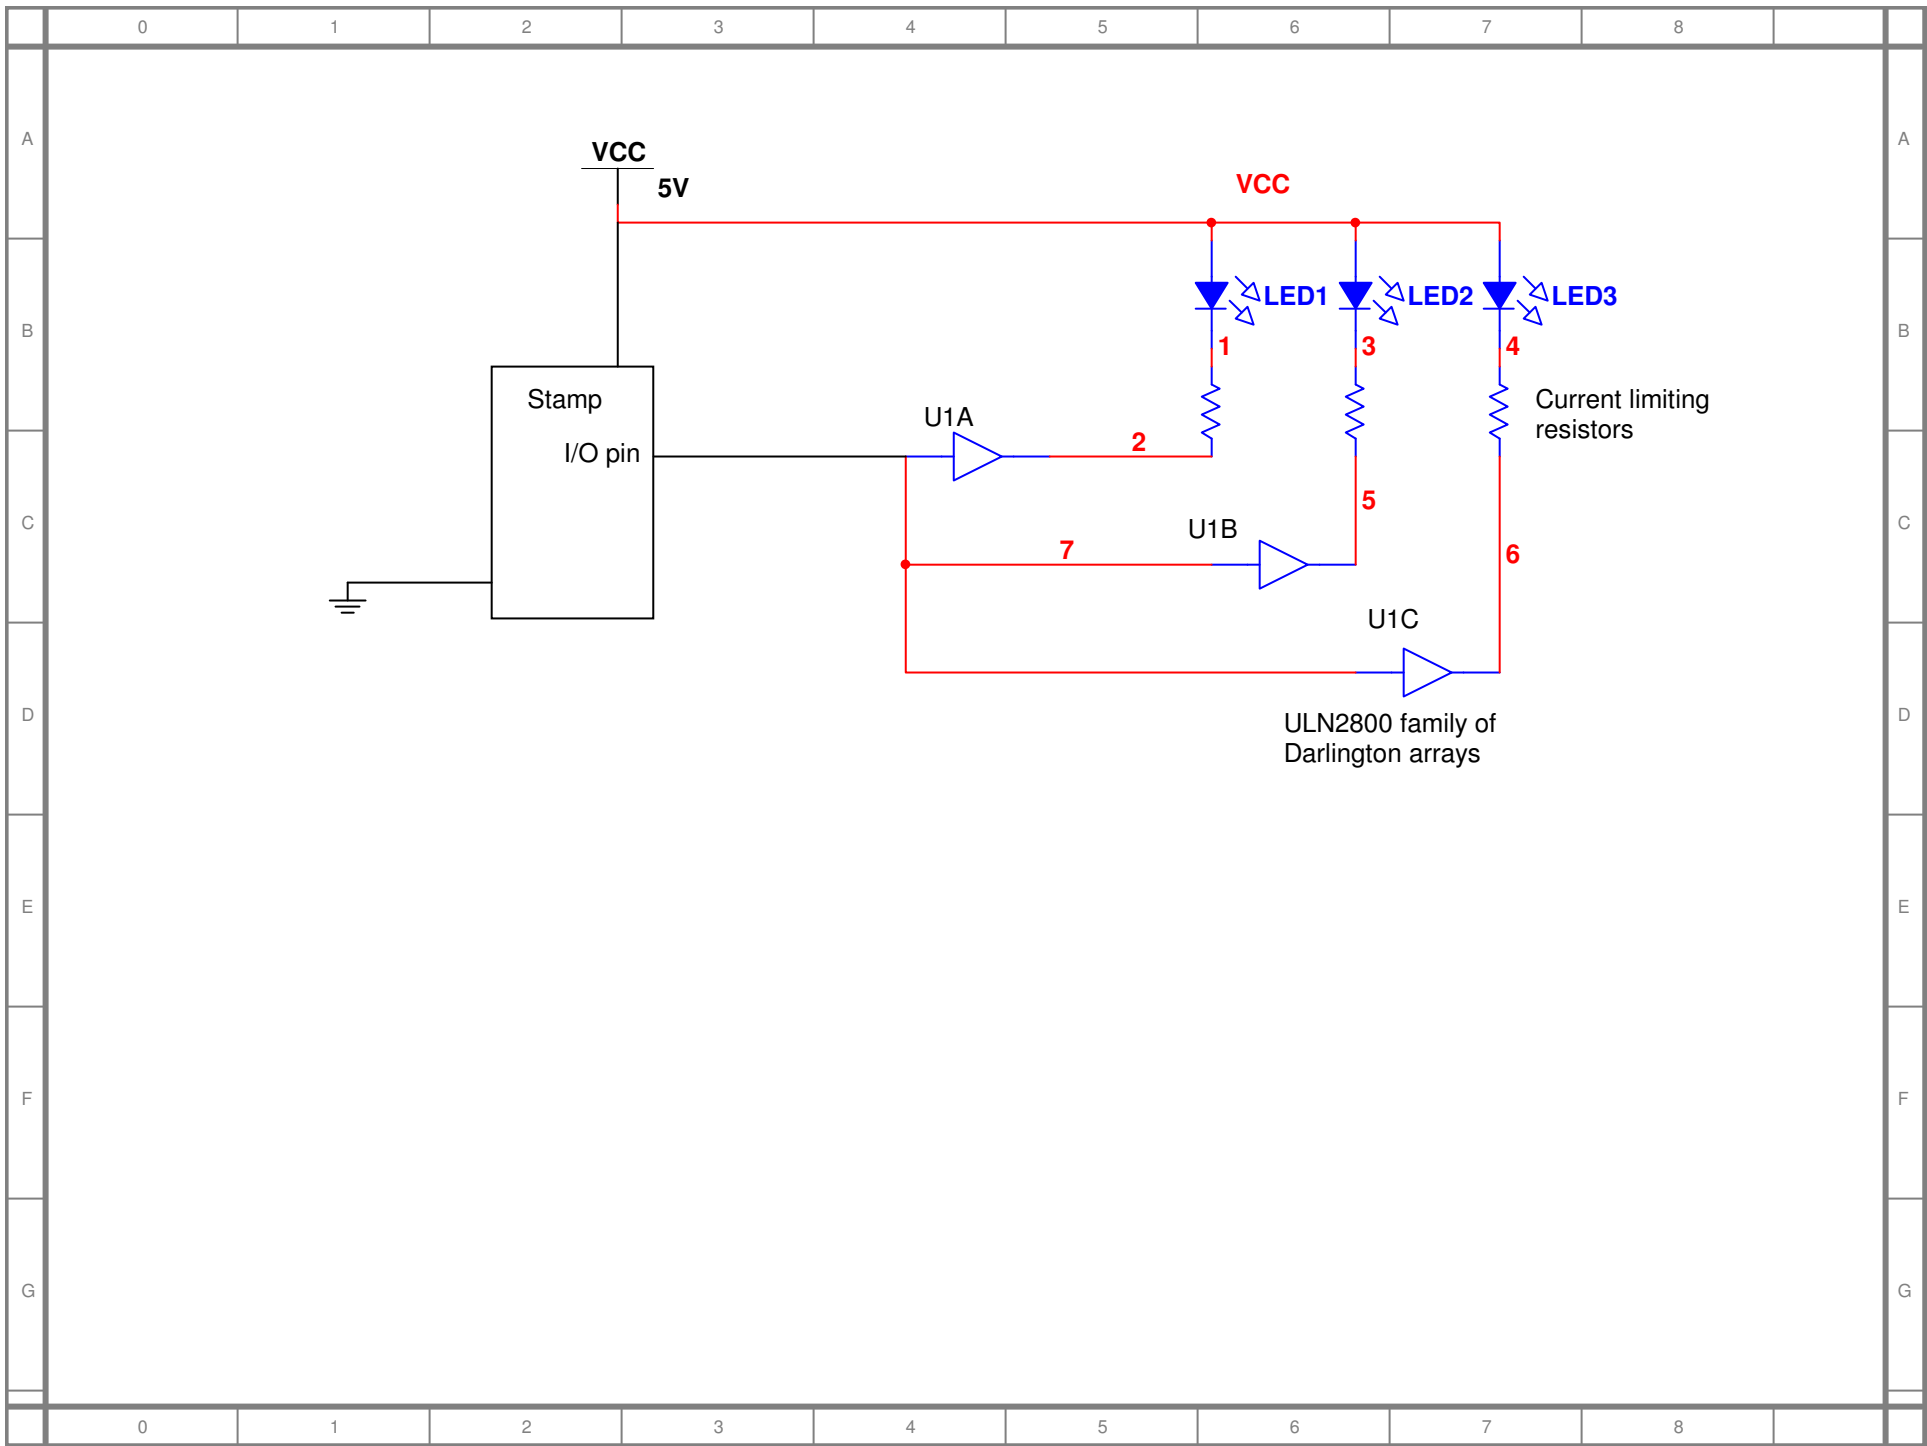 0 1 2 3 4 5 6 7 8
A A
VCC
5V
VCC
LED1 LED2 LED3
B B
1 3 4
Stamp
Current limiting
resistors
U1A
I/O pin
2
5
C C
U1B
7
6
U1C
D D
ULN2800 family of
Darlington arrays
E E
F F
G G
0 1 2 3 4 5 6 7 8